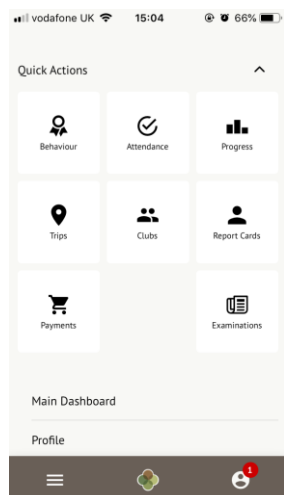 vodafone UK 15:04 66%
Quick Actions
Behaviour Attendance Progress
Trips Clubs Report Cards
Payments Examinations
Main Dashboard
Profile
1